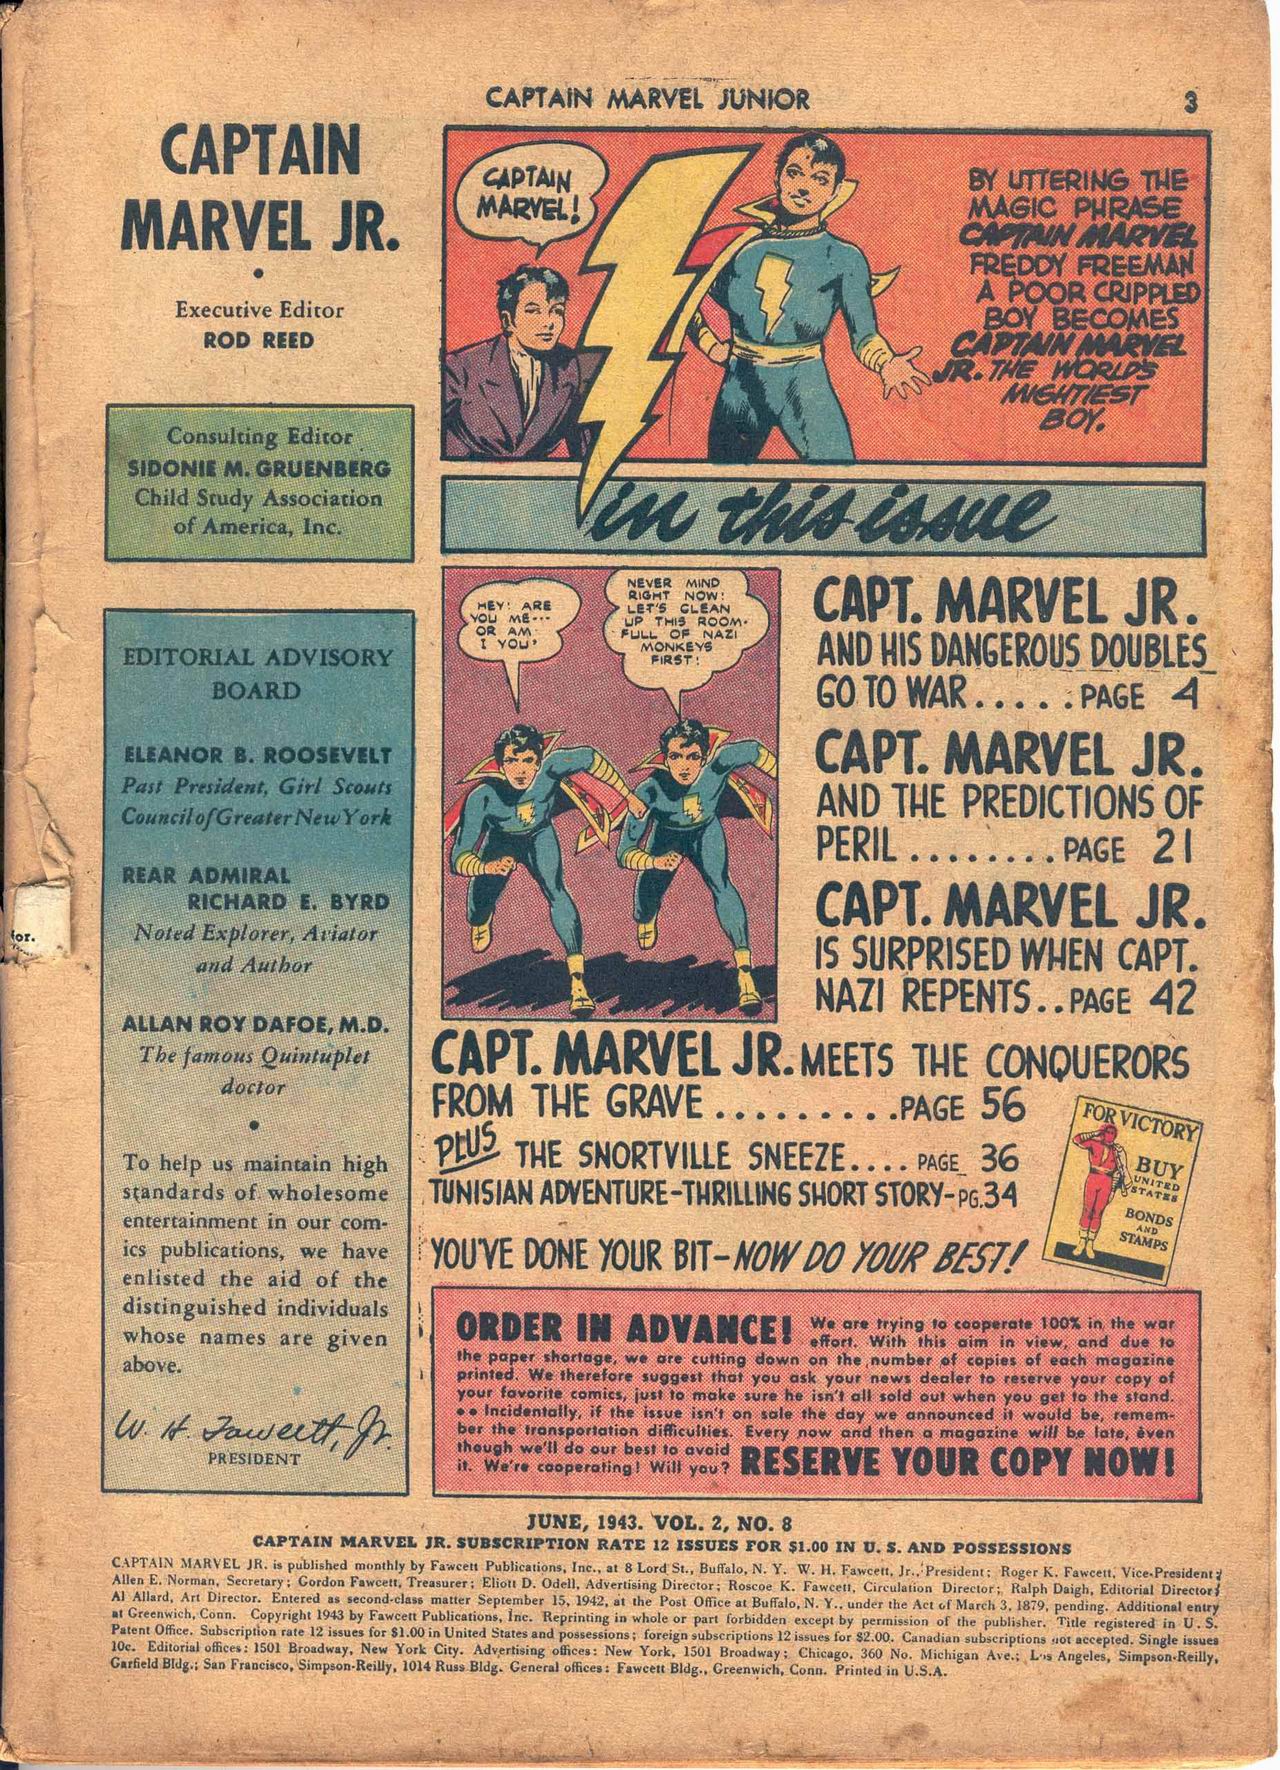 CAPTAIN MARVEL JUNIOR
3
CAPTAIN
MARVEL JR.
•
Executive Editor
ROD REED
Consulting Editor
SIDONIE M. GRUENBERG
Child Study Association
of America, Inc.
EDITORIAL ADVISORY
BOARD
ELEANOR B. ROOSEVELT
Past President, Girl Scouts
Council of Greater New York
REAR ADMIRAL
RICHARD E. BYRD
Noted Explorer, Aviator
and Author
ALLAN ROY DAFOE, M.D.
The famous Quintuplet
doctor
•
To help us maintain high
standards of wholesome
entertainment in our com-
ics publications, we have
enlisted the aid of the
distinguished individuals
whose names are given
above.
W. H. Fawcett, Jr.
PRESIDENT
for.
CAPTAIN
MARVEL!
BY UTTERING THE
MAGIC PHRASE
CAPTAIN MARVEL
FREDDY FREEMAN
A POOR CRIPPLED
BOY BECOMES
CAPTAIN MARVEL
JR. THE WORLD'S
MIGHTIEST
BOY.
in this issue
HEY! ARE
YOU ME---
OR AM
I YOU?
NEVER MIND
RIGHT NOW!
LET'S CLEAN
UP THIS ROOM-
FULL OF NAZI
MONKEYS
FIRST!
CAPT. MARVEL JR.
AND HIS DANGEROUS DOUBLES
GO TO WAR.....PAGE 4
CAPT. MARVEL JR.
AND THE PREDICTIONS OF
PERIL........PAGE 21
CAPT. MARVEL JR.
IS SURPRISED WHEN CAPT.
NAZI REPENTS..PAGE 42
CAPT. MARVEL JR. MEETS THE CONQUERORS
FROM THE GRAVE.........PAGE 56
PLUS THE SNORTVILLE SNEEZE....PAGE 36
TUNISIAN ADVENTURE-THRILLING SHORT STORY-PG.34
YOU'VE DONE YOUR BIT-NOW DO YOUR BEST!
FOR VICTORY
BUY
UNITED
STATES
BONDS
AND
STAMPS
ORDER IN ADVANCE! We are trying to cooperate 100% in the war
effort. With this aim in view, and due to
the paper shortage, we are cutting down on the number of copies of each magazine
printed. We therefore suggest that you ask your news dealer to reserve your copy of
your favorite comics, just to make sure he isn't all sold out when you get to the stand.
•• Incidentally, if the issue isn't on sale the day we announced it would be, remem-
ber the transportation difficulties. Every now and then a magazine will be late, even
though we'll do our best to avoid
it. We're cooperating! Will you? RESERVE YOUR COPY NOW!
JUNE, 1943. VOL. 2, NO. 8
CAPTAIN MARVEL JR. SUBSCRIPTION RATE 12 ISSUES FOR $1.00 IN U. S. AND POSSESSIONS
CAPTAIN MARVEL JR. is published monthly by Fawcett Publications, Inc., at 8 Lord St., Buffalo, N. Y. W. H. Fawcett, Jr., President; Roger K. Fawcett, Vice-President;
Allen E. Norman, Secretary; Gordon Fawcett, Treasurer; Eliott D. Odell, Advertising Director; Roscoe K. Fawcett, Circulation Director; Ralph Daigh, Editorial Director;
Al Allard, Art Director. Entered as second-class matter September 15, 1942, at the Post Office at Buffalo, N. Y., under the Act of March 3, 1879, pending. Additional entry
at Greenwich, Conn. Copyright 1943 by Fawcett Publications, Inc. Reprinting in whole or part forbidden except by permission of the publisher. Title registered in U. S.
Patent Office. Subscription rate 12 issues for $1.00 in United States and possessions; foreign subscriptions 12 issues for $2.00. Canadian subscriptions not accepted. Single issues
10c. Editorial offices: 1501 Broadway, New York City. Advertising offices: New York, 1501 Broadway; Chicago, 360 No. Michigan Ave.; Los Angeles, Simpson-Reilly,
Garfield Bldg.; San Francisco, Simpson-Reilly, 1014 Russ Bldg. General offices: Fawcett Bldg., Greenwich, Conn. Printed in U.S.A.